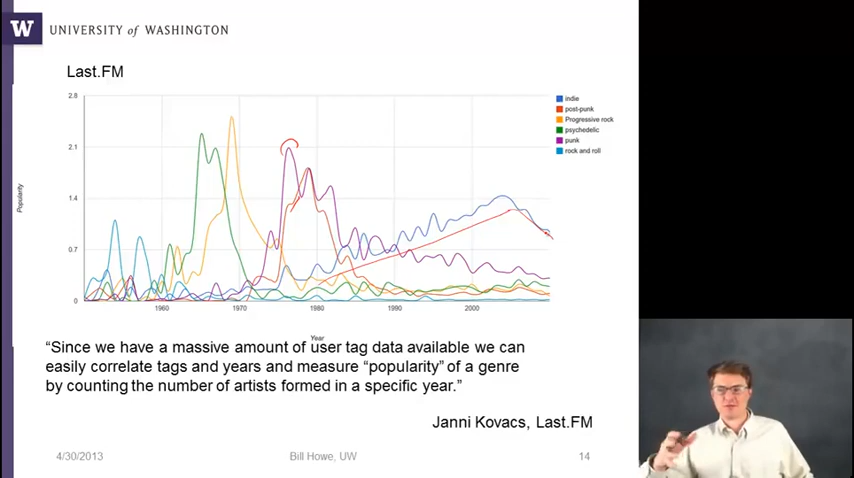 W UNIVERSITY of WASHINGTON
Last.FM
2.8
2.1
1.4
0.7
0
Popularity
1960 1970 1980 1990 2000
Year
indie
post-punk
Progressive rock
psychedelic
punk
rock and roll
“Since we have a massive amount of user tag data available we can
easily correlate tags and years and measure “popularity” of a genre
by counting the number of artists formed in a specific year.”
Janni Kovacs, Last.FM
4/30/2013 Bill Howe, UW 14